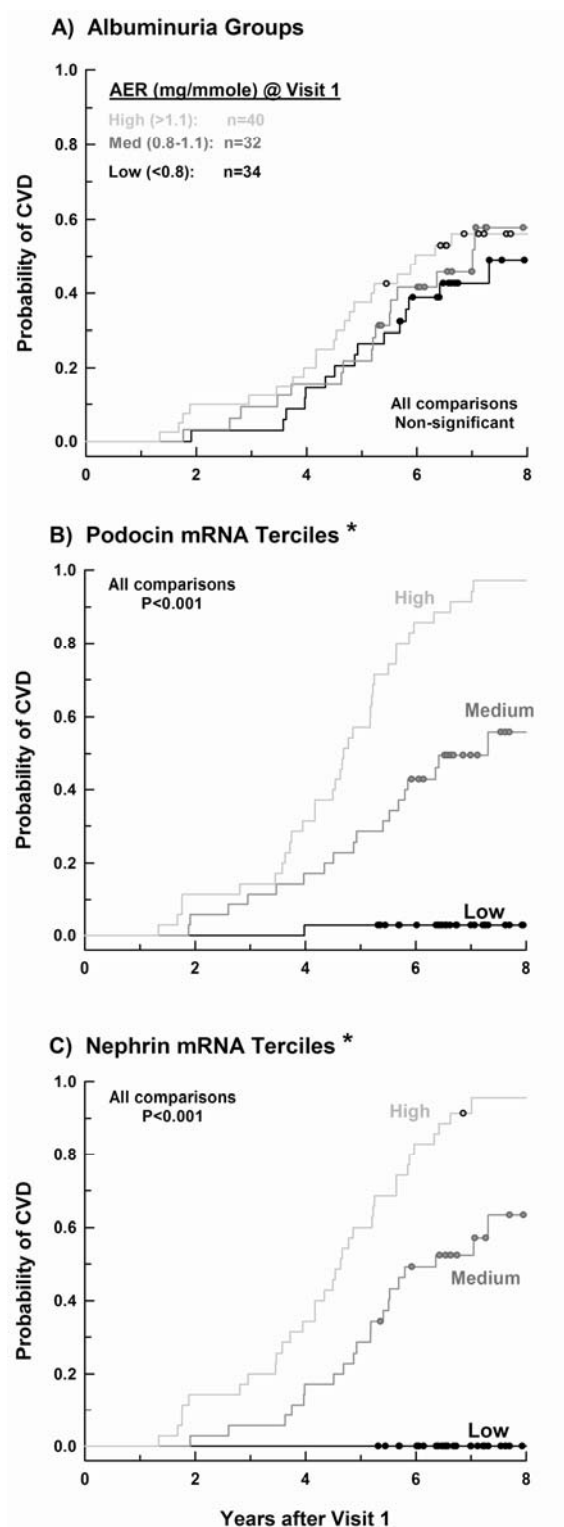 A) Albuminuria Groups
1.0
0.8
0.6
0.4
0.2
0.0
Probability of CVD
AER (mg/mmole) @ Visit 1
High (>1.1): n=40
Med (0.8-1.1): n=32
Low (<0.8): n=34
All comparisons
Non-significant
0 2 4 6 8
B) Podocin mRNA Terciles *
1.0
0.8
0.6
0.4
0.2
0.0
Probability of CVD
All comparisons
P<0.001
High
Medium
Low
0 2 4 6 8
C) Nephrin mRNA Terciles *
1.0
0.8
0.6
0.4
0.2
0.0
Probability of CVD
All comparisons
P<0.001
High
Medium
Low
0 2 4 6 8
Years after Visit 1